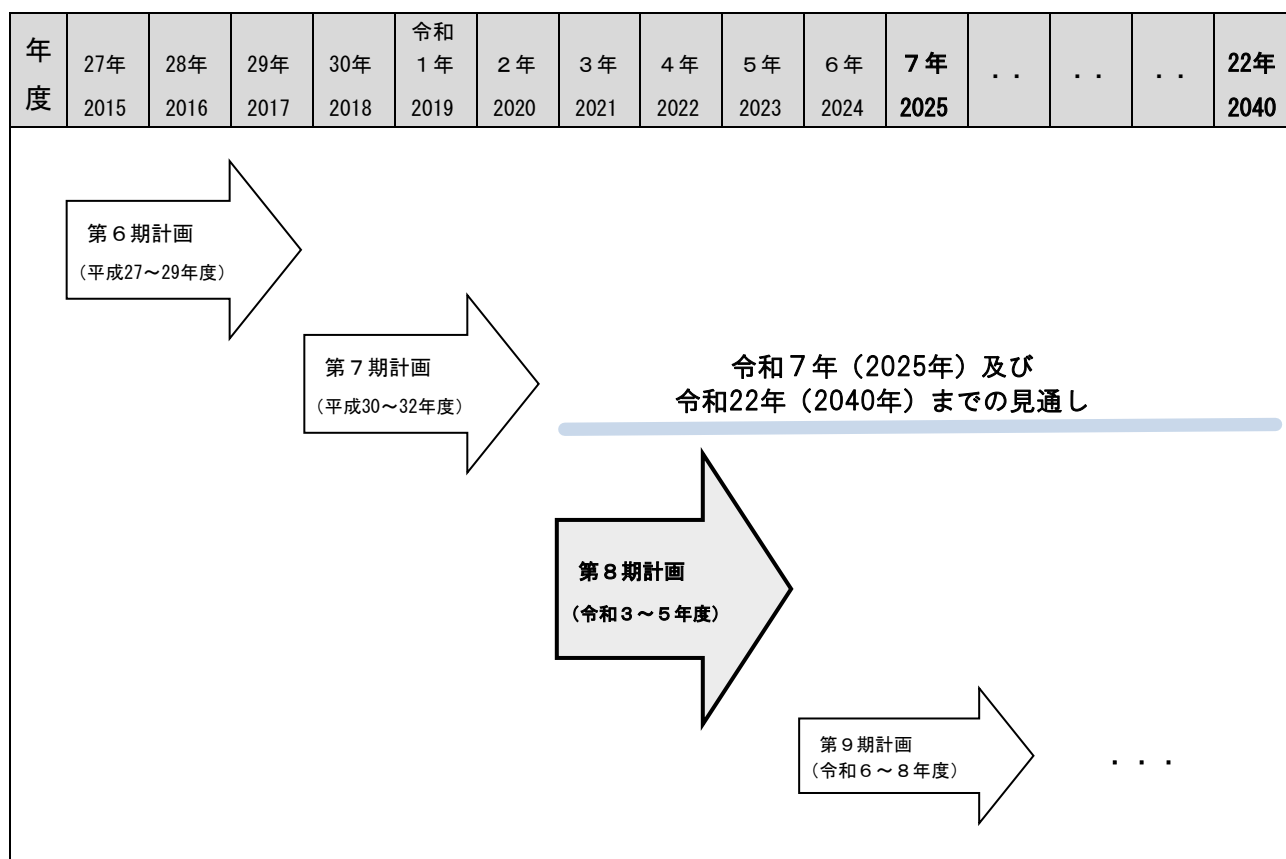 年度
27年
2015
28年
2016
29年
2017
30年
2018
令和
１年
2019
２年
2020
３年
2021
４年
2022
５年
2023
６年
2024
７年
2025
．．
．．
．．
22年
2040
第６期計画
（平成27～29年度）
第７期計画
（平成30～32年度）
令和７年（2025年）及び
令和22年（2040年）までの見通し
第８期計画
（令和３～５年度）
第９期計画
（令和６～８年度）
．．．